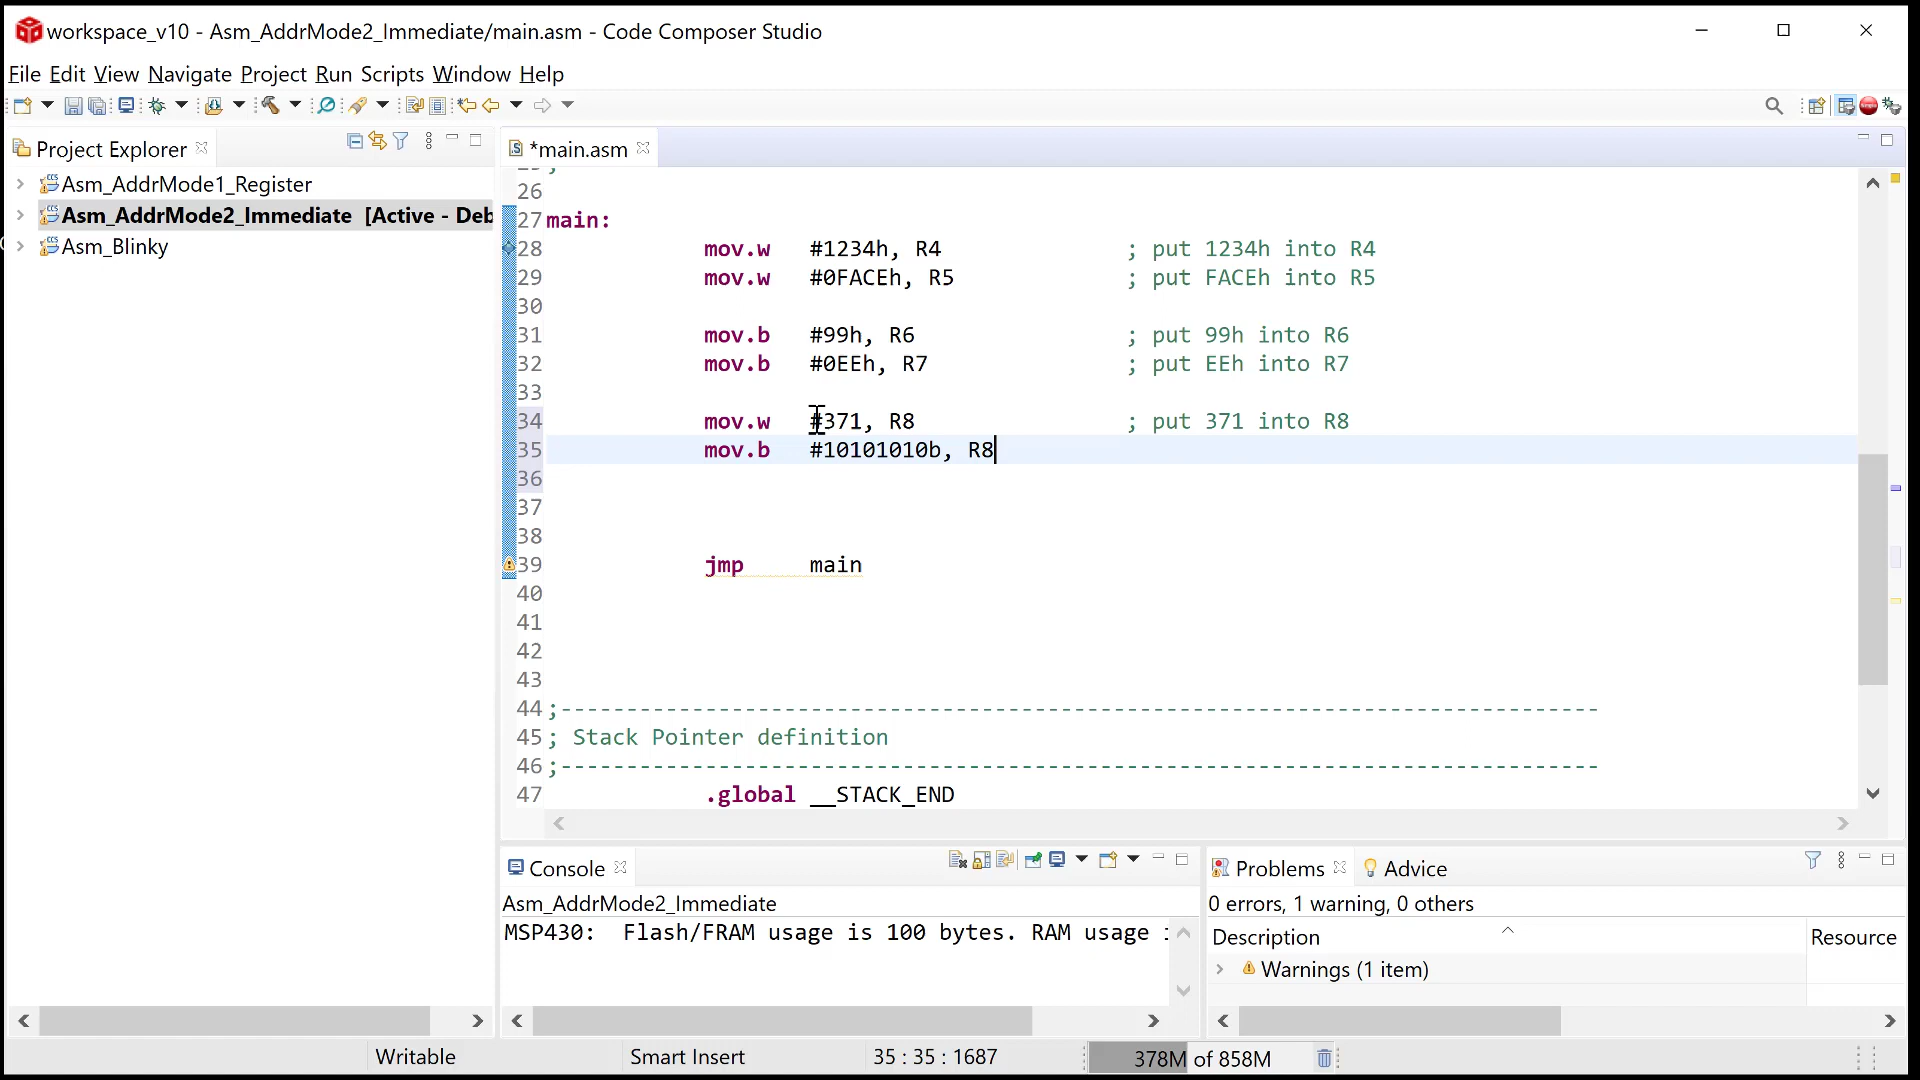 workspace_v10 - Asm_AddrMode2_Immediate/main.asm - Code Composer Studio
File Edit View Navigate Project Run Scripts Window Help
Project Explorer
Asm_AddrMode1_Register
Asm_AddrMode2_Immediate [Active - Deb
Asm_Blinky
*main.asm
26
27 main:
28 mov.w #1234h, R4 ; put 1234h into R4
29 mov.w #0FACEh, R5 ; put FACEh into R5
30
31 mov.b #99h, R6 ; put 99h into R6
32 mov.b #0EEh, R7 ; put EEh into R7
33
34 mov.w #371, R8 ; put 371 into R8
35 mov.b #10101010b, R8
36
37
38
39 jmp main
40
41
42
43
44 ;-------------------------------------------------------------------------------
45 ; Stack Pointer definition
46 ;-------------------------------------------------------------------------------
47 .global __STACK_END
Console
Asm_AddrMode2_Immediate
MSP430: Flash/FRAM usage is 100 bytes. RAM usage
Problems Advice
0 errors, 1 warning, 0 others
Description Resource
Warnings (1 item)
Writable Smart Insert 35 : 35 : 1687 378M of 858M